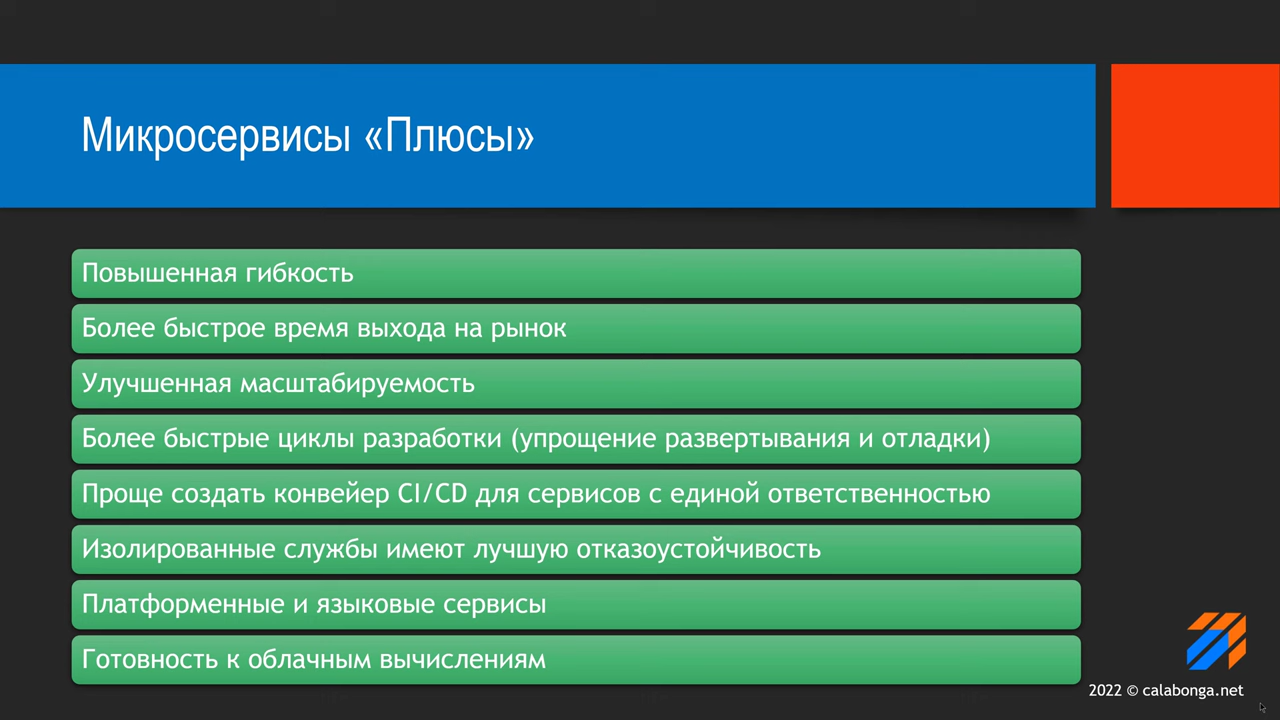 Микросервисы «Плюсы»
Повышенная гибкость
Более быстрое время выхода на рынок
Улучшенная масштабируемость
Более быстрые циклы разработки (упрощение развертывания и отладки)
Проще создать конвейер CI/CD для сервисов с единой ответственностью
Изолированные службы имеют лучшую отказоустойчивость
Платформенные и языковые сервисы
Готовность к облачным вычислениям
2022 © calabonga.net